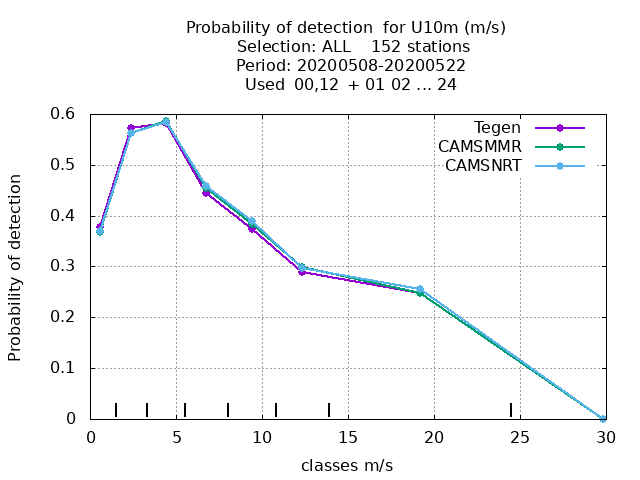 Probability of detection  for U10m (m/s)
Selection: ALL    152 stations
Period: 20200508-20200522
Used  00,12  + 01 02 ... 24
Probability of detection
0.6
0.5
0.4
0.3
0.2
0.1
0
Tegen
CAMSMMR
CAMSNRT
0 5 10 15 20 25 30
classes m/s